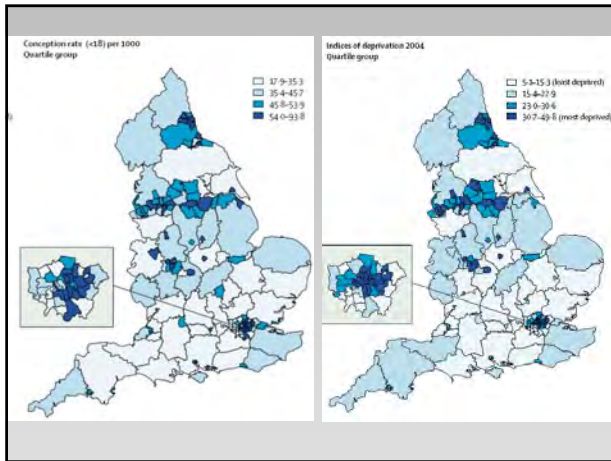 Conception rate (<18) per 1000
Quartile group
17·9–35·3
35·4–45·7
45·8–53·9
54·0–93·8
Indices of deprivation 2004
Quartile group
5·1–15·3 (least deprived)
15·4–22·9
23·0–30·6
30·7–49·8 (most deprived)